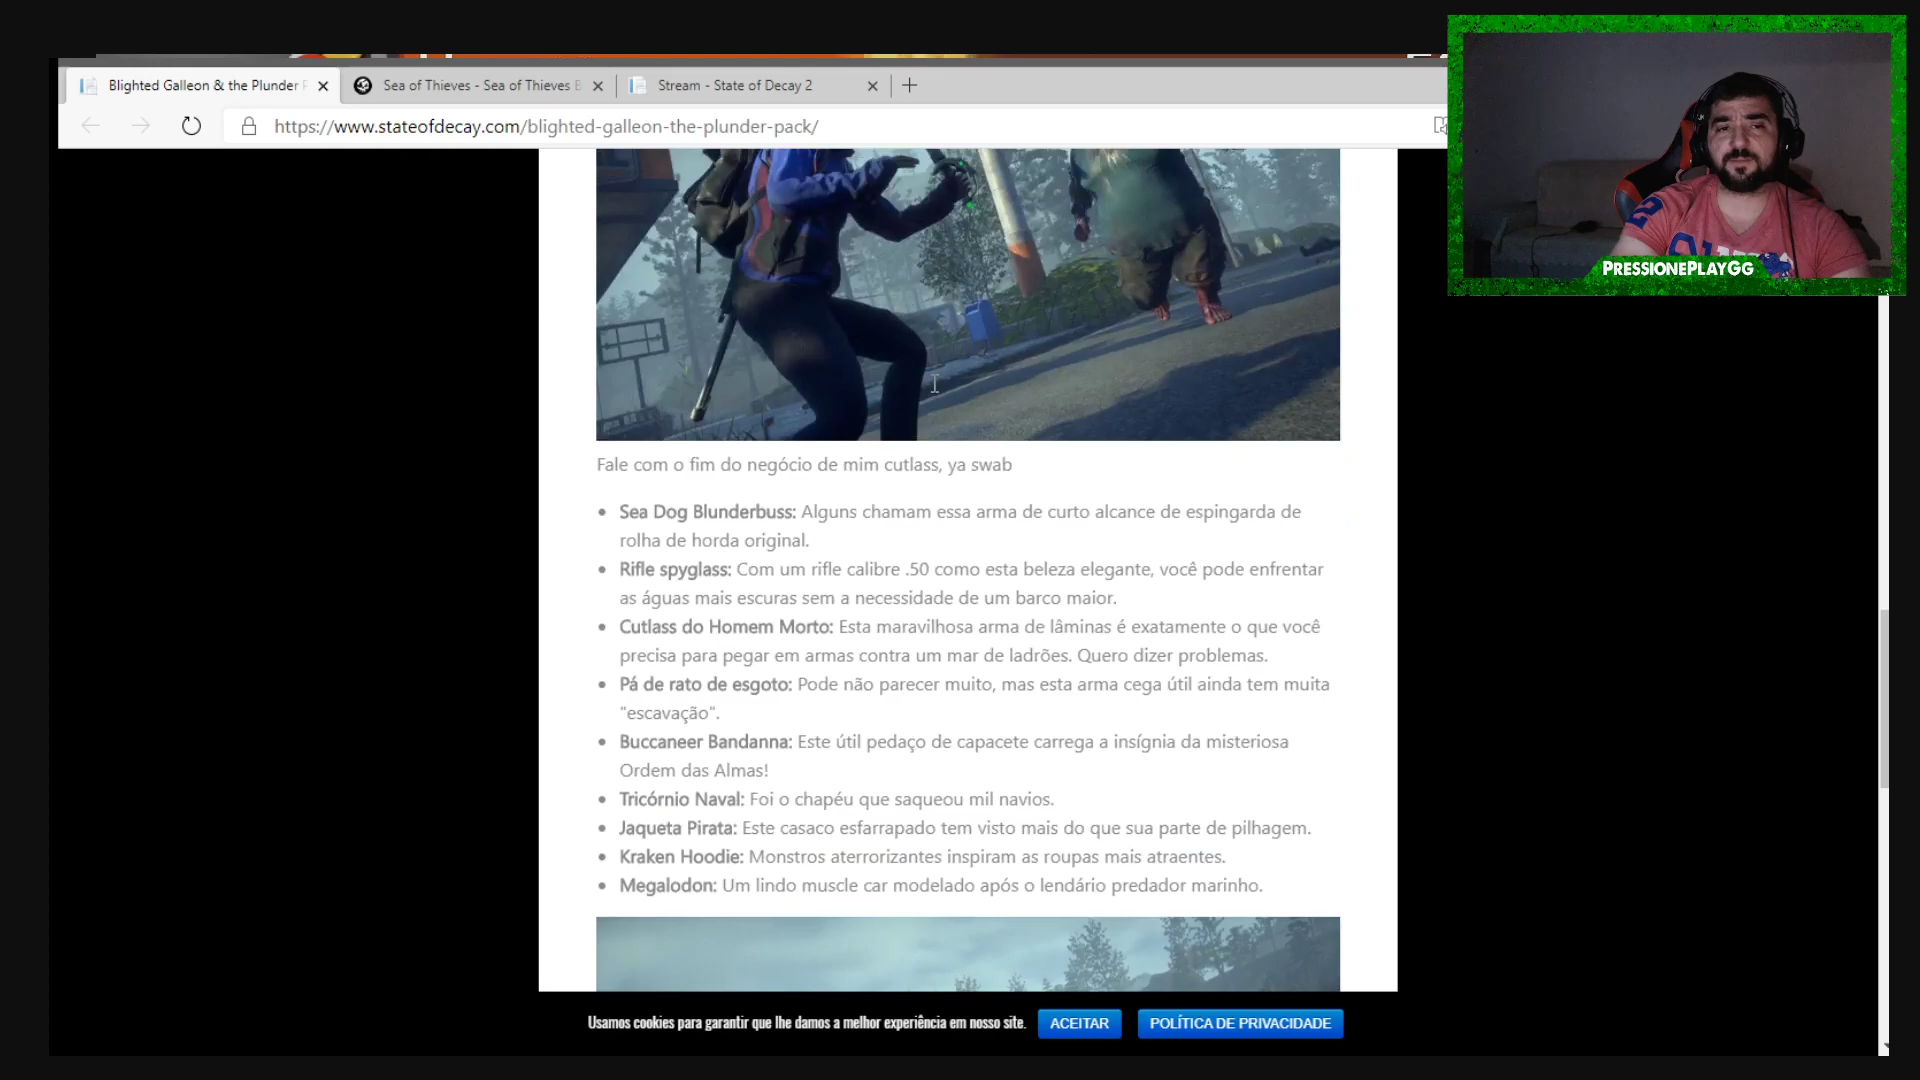 Blighted Galleon & the Plunder
Sea of Thieves - Sea of Thieves
Stream - State of Decay 2
https://www.stateofdecay.com/blighted-galleon-the-plunder-pack/
PRESSIONEPLAYGG
Fale com o fim do negócio de mim cutlass, ya swab
• Sea Dog Blunderbuss: Alguns chamam essa arma de curto alcance de espingarda de
rolha de horda original.
• Rifle spyglass: Com um rifle calibre .50 como esta beleza elegante, você pode enfrentar
as águas mais escuras sem a necessidade de um barco maior.
• Cutlass do Homem Morto: Esta maravilhosa arma de lâminas é exatamente o que você
precisa para pegar em armas contra um mar de ladrões. Quero dizer problemas.
• Pá de rato de esgoto: Pode não parecer muito, mas esta arma cega útil ainda tem muita
"escavação".
• Buccaneer Bandanna: Este útil pedaço de capacete carrega a insígnia da misteriosa
Ordem das Almas!
• Tricórnio Naval: Foi o chapéu que saqueou mil navios.
• Jaqueta Pirata: Este casaco esfarrapado tem visto mais do que sua parte de pilhagem.
• Kraken Hoodie: Monstros aterrorizantes inspiram as roupas mais atraentes.
• Megalodon: Um lindo muscle car modelado após o lendário predador marinho.
Usamos cookies para garantir que lhe damos a melhor experiência em nosso site.
ACEITAR
POLÍTICA DE PRIVACIDADE